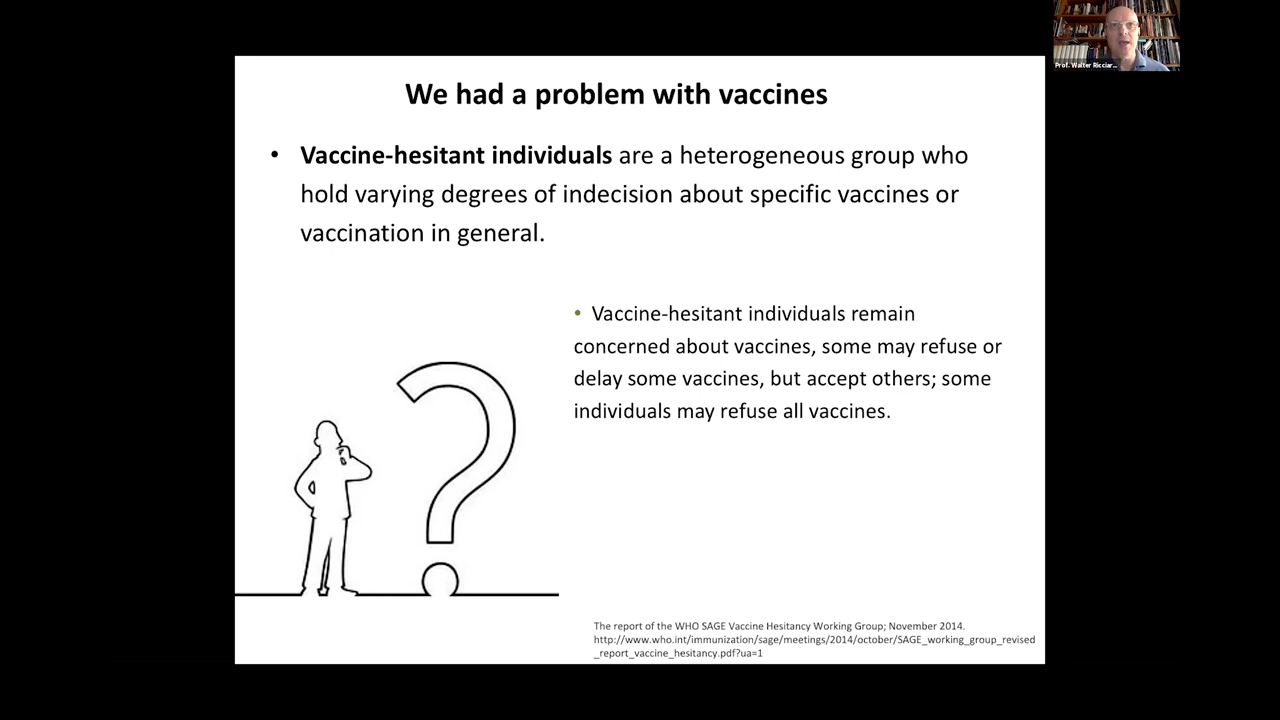 Prof. Walter Ricciar...
We had a problem with vaccines
• Vaccine-hesitant individuals are a heterogeneous group who
hold varying degrees of indecision about specific vaccines or
vaccination in general.
• Vaccine-hesitant individuals remain
concerned about vaccines, some may refuse or
delay some vaccines, but accept others; some
individuals may refuse all vaccines.
The report of the WHO SAGE Vaccine Hesitancy Working Group; November 2014.
http://www.who.int/immunization/sage/meetings/2014/october/SAGE_working_group_revised
_report_vaccine_hesitancy.pdf?ua=1